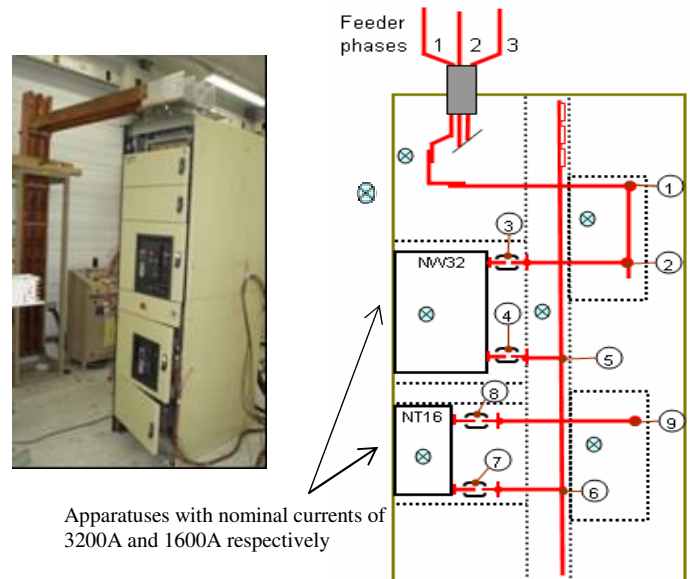 Feeder
phases
1
2
3
1
3
NW32
2
4
5
8
NT16
9
7
6
Apparatuses with nominal currents of
3200A and 1600A respectively